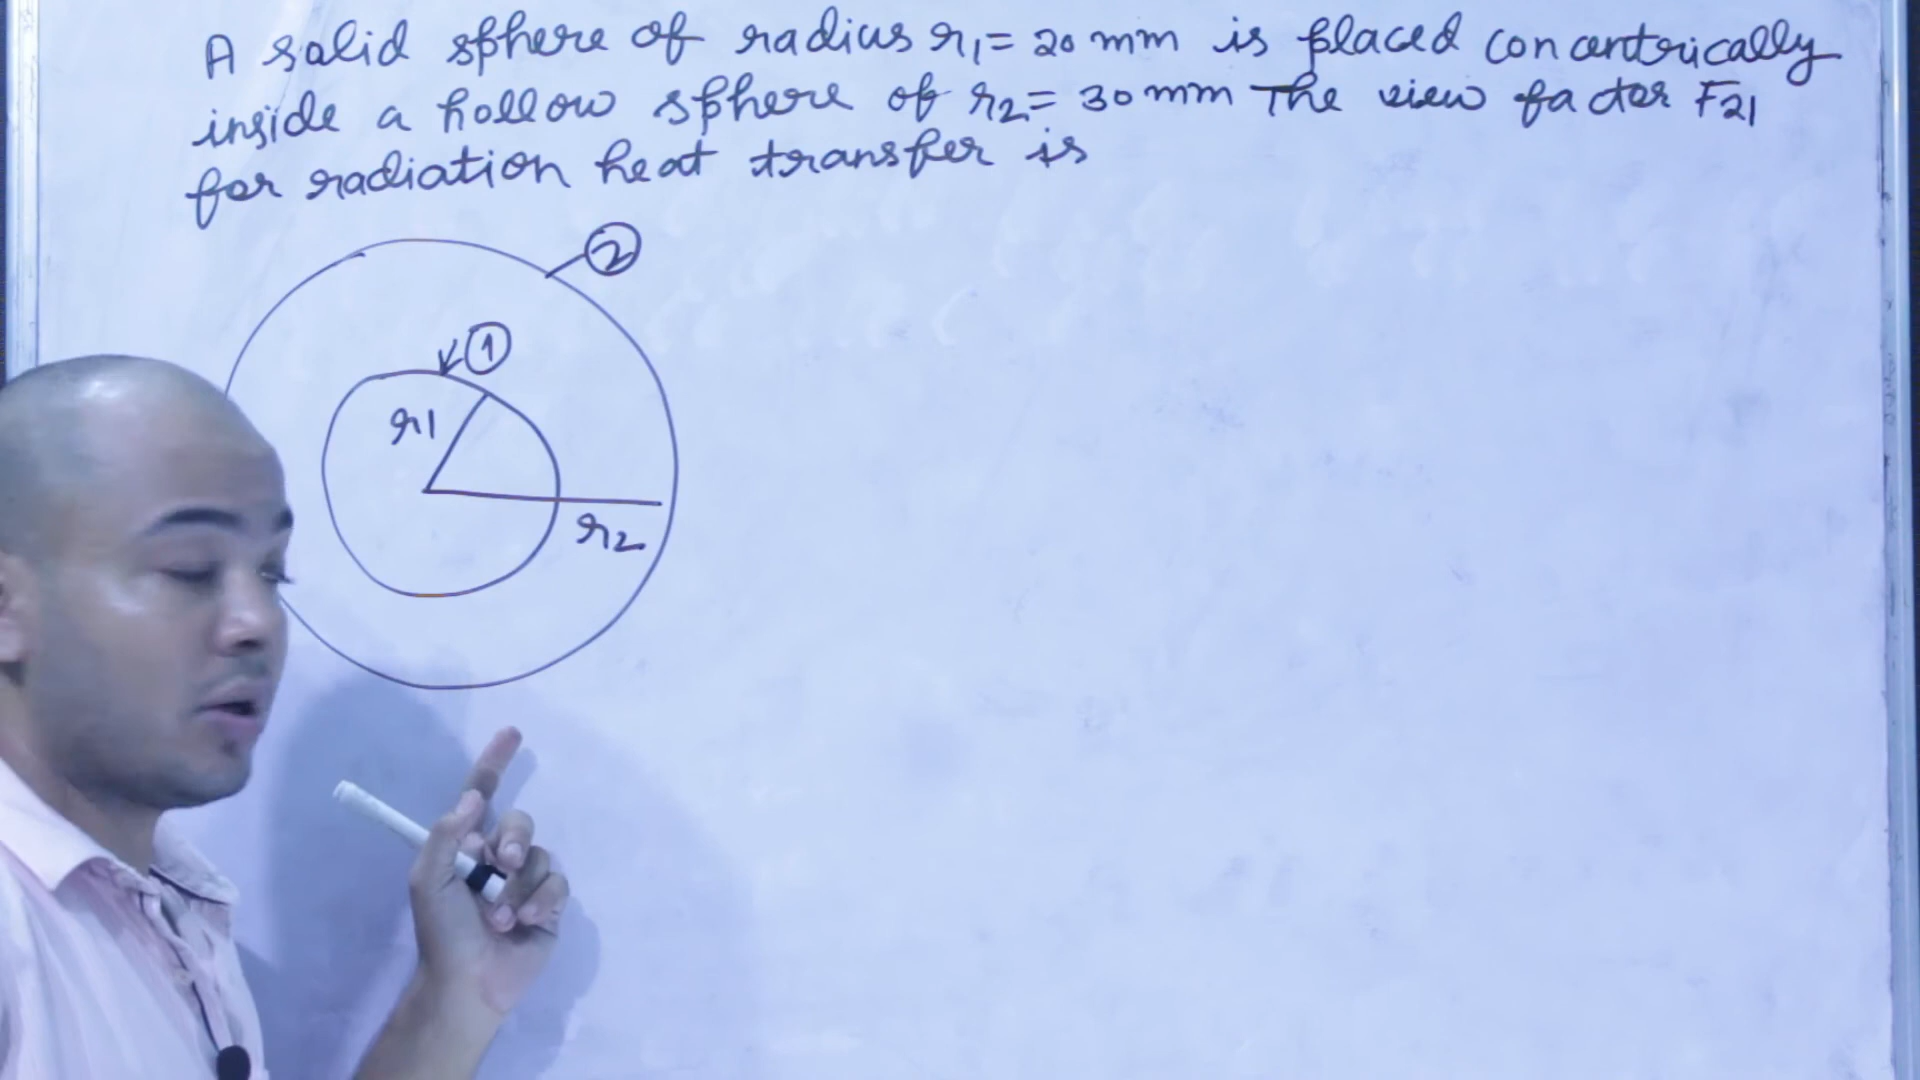 A solid sphere of radius r1 = 20 mm is placed concentrically
inside a hollow sphere of r2 = 30 mm The view factor F21
for radiation heat transfer is
2
1
r1
r2